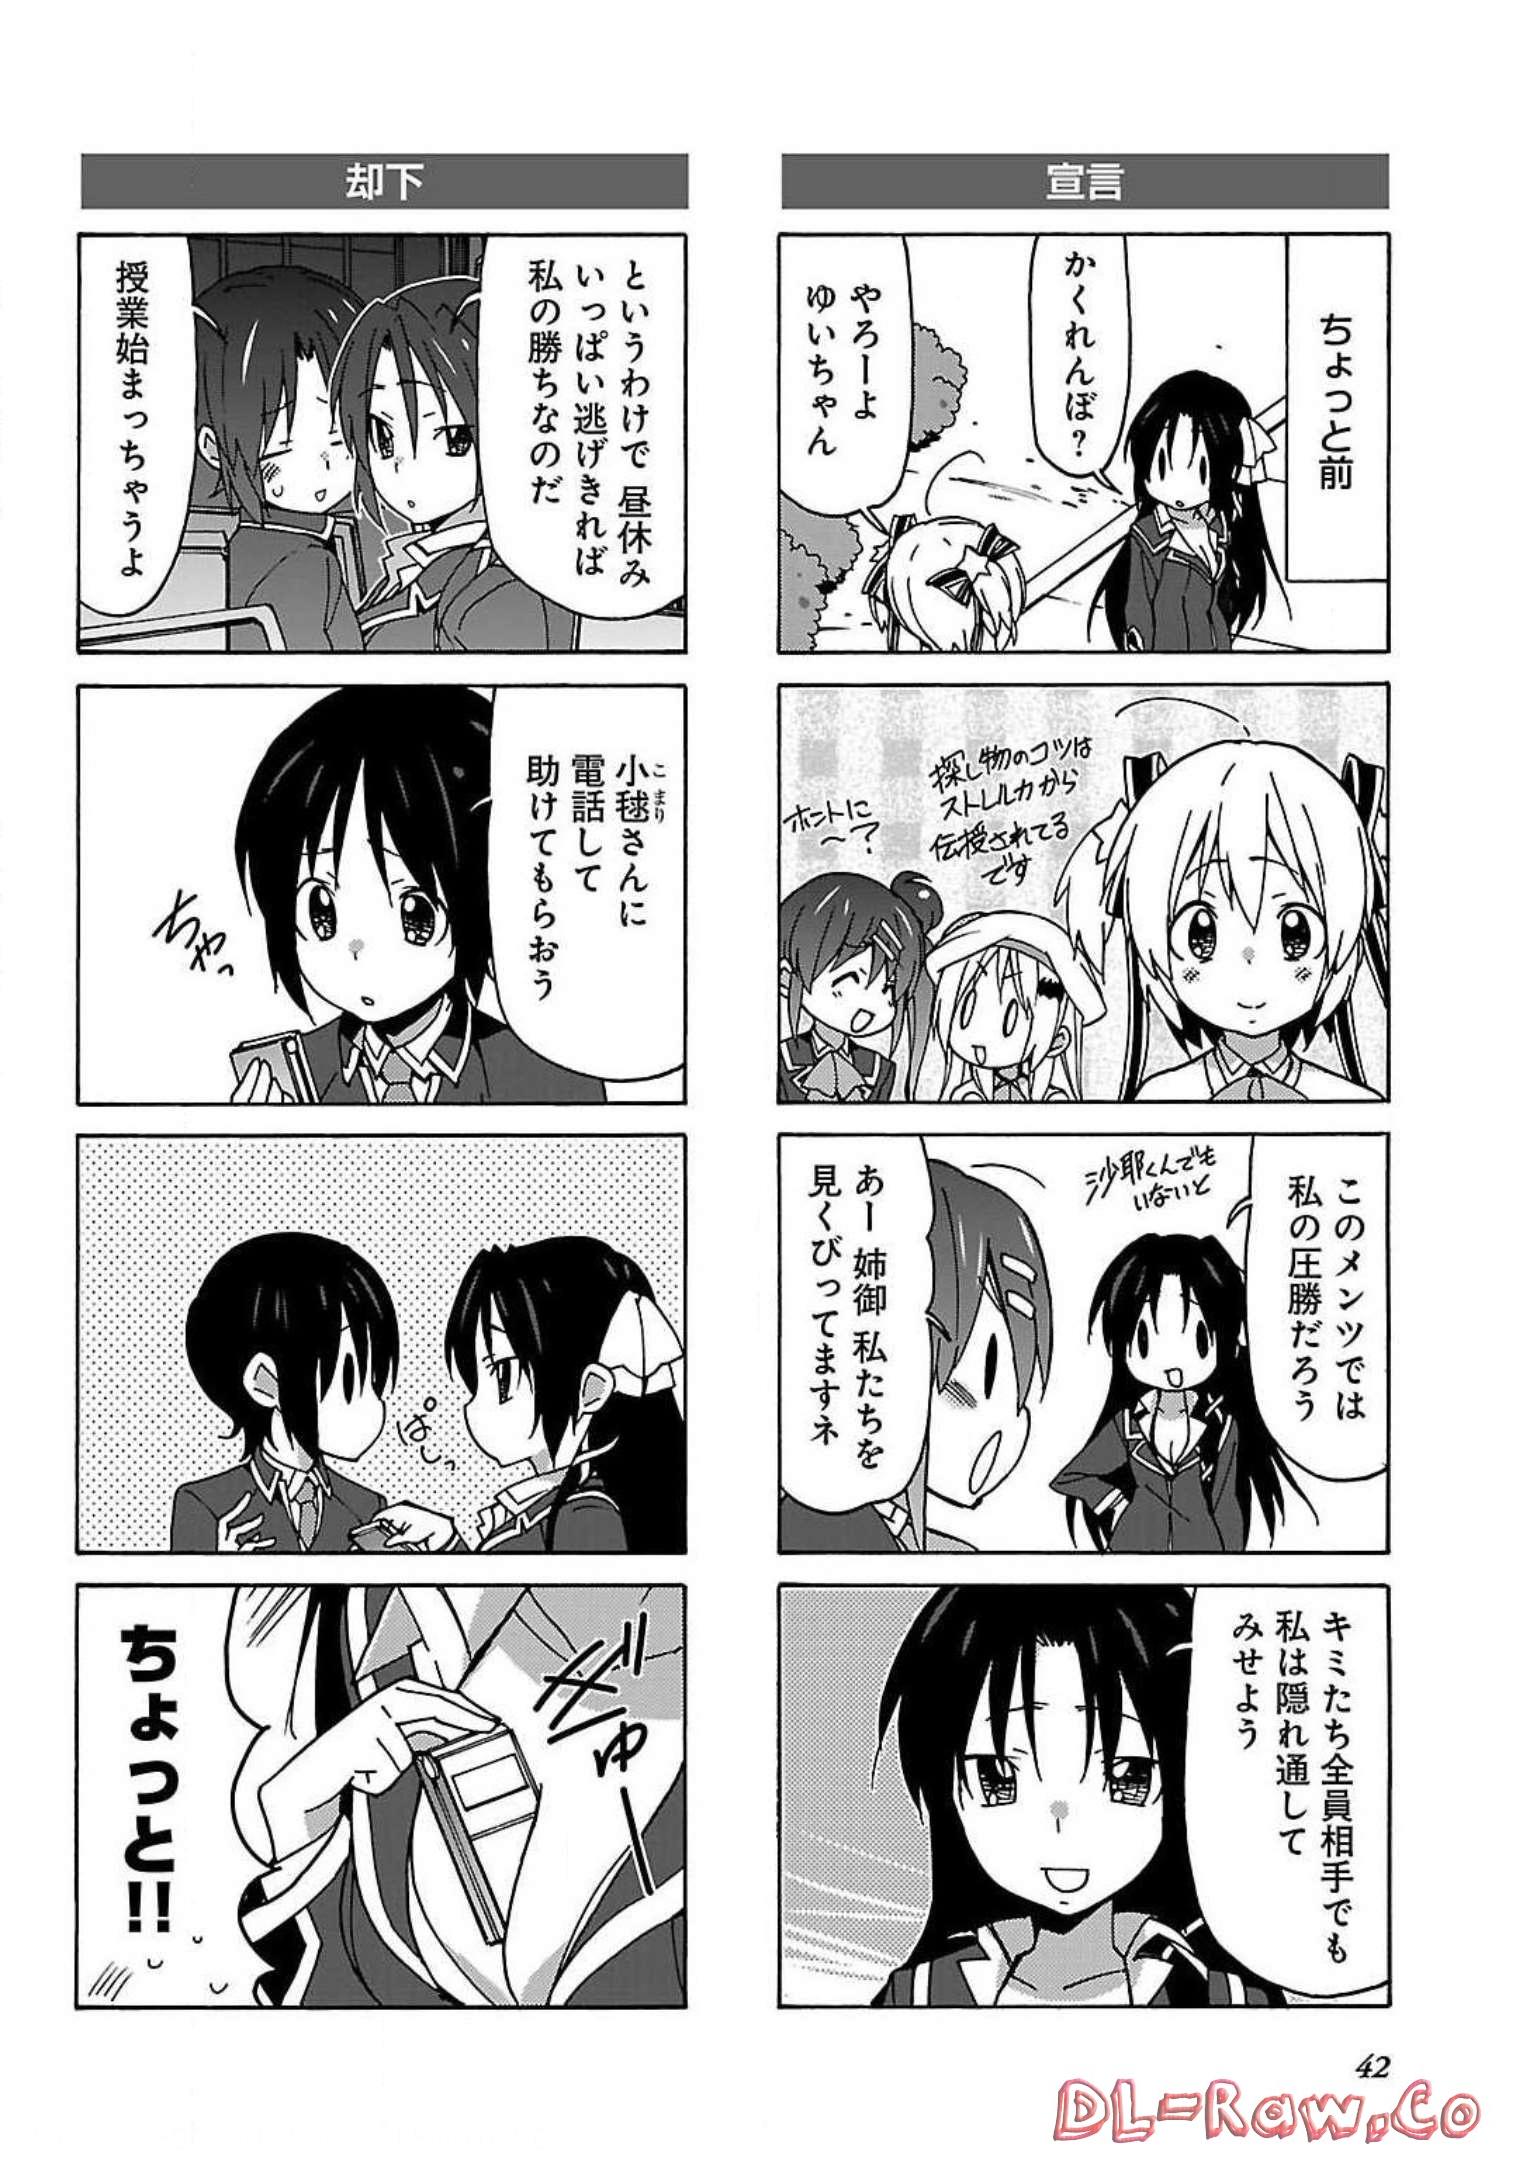 宣言
ちょっと前
かくれんぼ?
やろーよ
ゆいちゃん
探し物のコツは
ストレルカから
伝授されてる
です
ホントに
~?
このメンツでは
私の圧勝だろう
沙耶くんでも
いないと
あー 姉御 私たちを
見くびってますネ
キミたち全員相手でも
私は隠れ通して
みせよう
却下
というわけで 昼休み
いっぱい逃げきれば
私の勝ちなのだ
授業始まっちゃうよ
小毬さんに
こまり
電話して
助けてもらおう
ちゃっ
ぱしっ
ギゅー
ちょっと!!
42
DL-Raw.Co